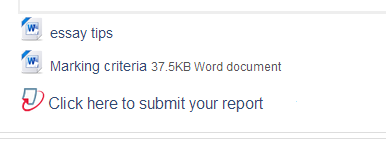 essay tips
Marking criteria 37.5KB Word document
Click here to submit your report